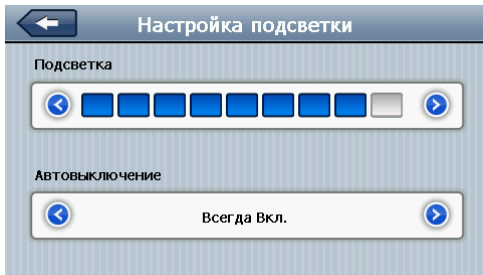 Настройка подсветки
Подсветка
Автовыключение
Всегда Вкл.